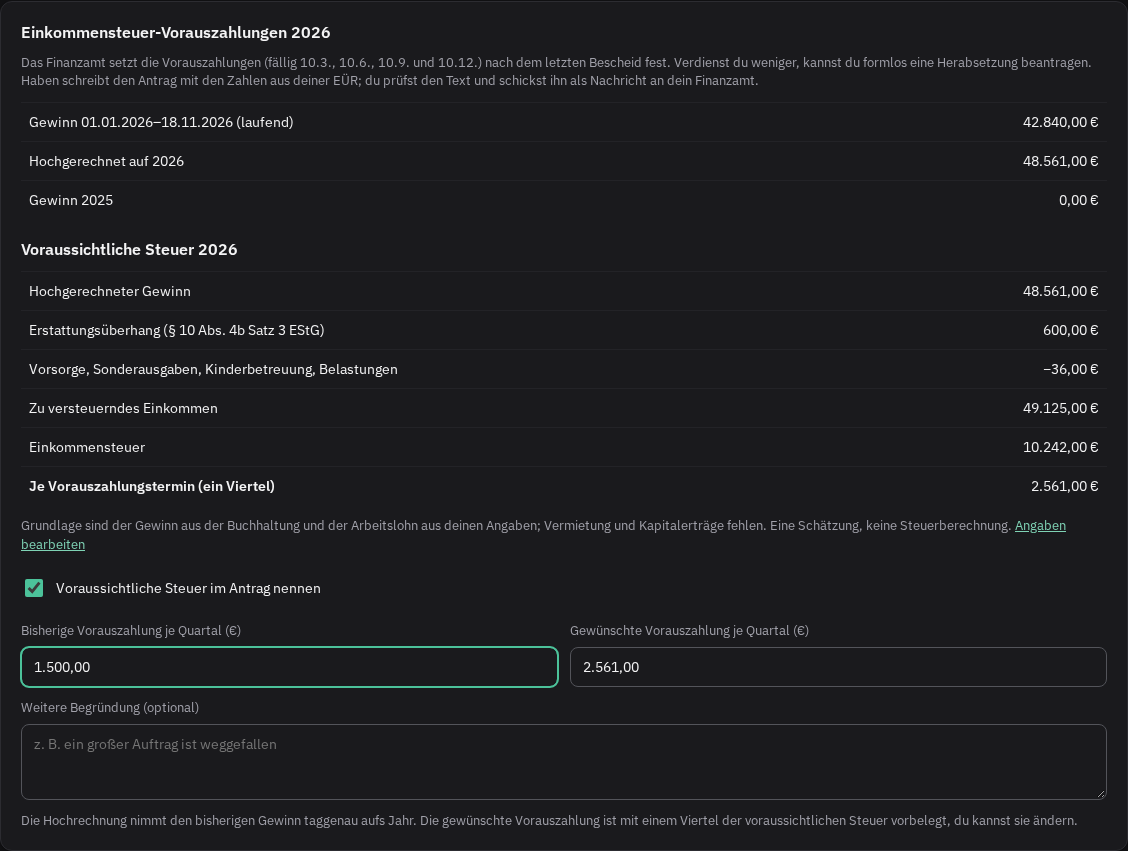 Einkommensteuer-Vorauszahlungen 2026
Das Finanzamt setzt die Vorauszahlungen (fällig 10.3., 10.6., 10.9. und 10.12.) nach dem letzten Bescheid fest. Verdienst du weniger, kannst du formlos eine Herabsetzung beantragen.
Haben schreibt den Antrag mit den Zahlen aus deiner EÜR; du prüfst den Text und schickst ihn als Nachricht an dein Finanzamt.
Gewinn 01.01.2026–18.11.2026 (laufend) 42.840,00 €
Hochgerechnet auf 2026 48.561,00 €
Gewinn 2025 0,00 €
Voraussichtliche Steuer 2026
Hochgerechneter Gewinn 48.561,00 €
Erstattungsüberhang (§ 10 Abs. 4b Satz 3 EStG) 600,00 €
Vorsorge, Sonderausgaben, Kinderbetreuung, Belastungen −36,00 €
Zu versteuerndes Einkommen 49.125,00 €
Einkommensteuer 10.242,00 €
Je Vorauszahlungstermin (ein Viertel) 2.561,00 €
Grundlage sind der Gewinn aus der Buchhaltung und der Arbeitslohn aus deinen Angaben; Vermietung und Kapitalerträge fehlen. Eine Schätzung, keine Steuerberechnung. Angaben
bearbeiten
Voraussichtliche Steuer im Antrag nennen
Bisherige Vorauszahlung je Quartal (€) Gewünschte Vorauszahlung je Quartal (€)
1.500,00 2.561,00
Weitere Begründung (optional)
z. B. ein großer Auftrag ist weggefallen
Die Hochrechnung nimmt den bisherigen Gewinn taggenau aufs Jahr. Die gewünschte Vorauszahlung ist mit einem Viertel der voraussichtlichen Steuer vorbelegt, du kannst sie ändern.